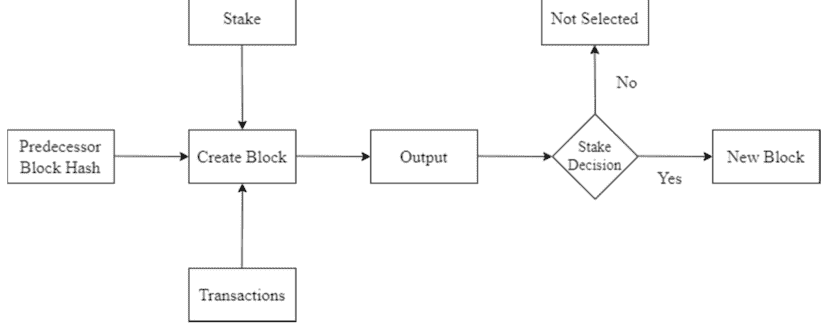 Stake
Not Selected
No
Predecessor
Block Hash
Create Block
Output
Stake
Decision
Yes
New Block
Transactions